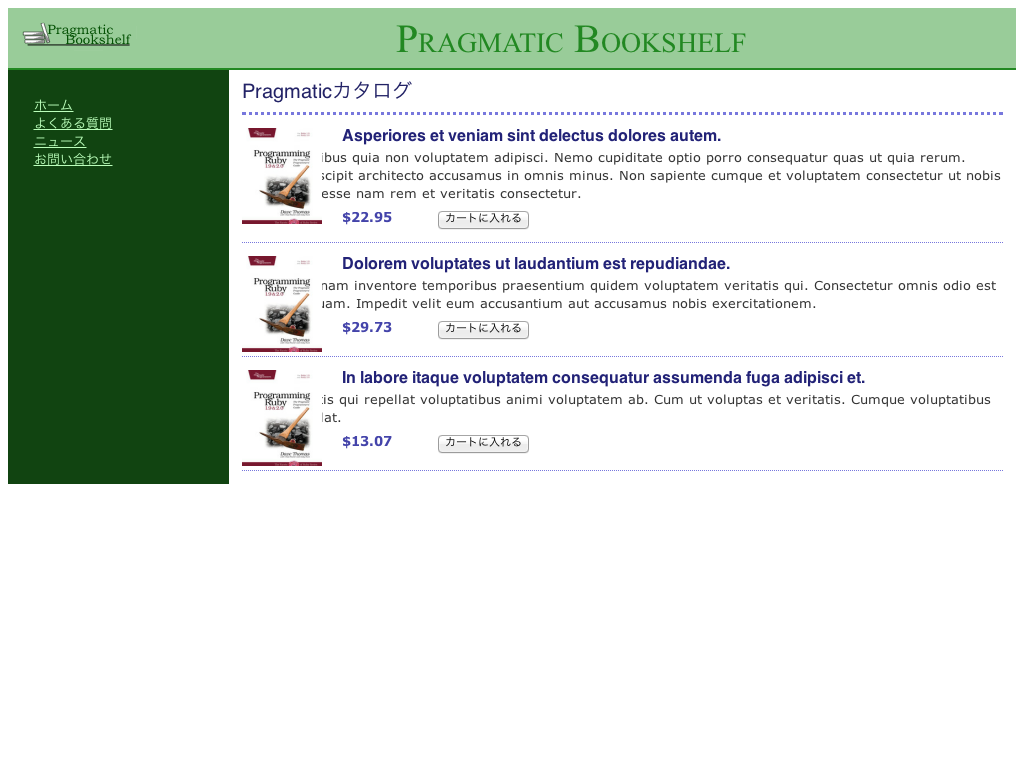 Pragmatic
Bookshelf
PRAGMATIC BOOKSHELF
ホーム
よくある質問
ニュース
お問い合わせ
Pragmaticカタログ
Programming
Ruby
1.9 & 2.0
Dave Thomas
Asperiores et veniam sint delectus dolores autem.
quia non voluptatem adipisci. Nemo cupiditate optio porro consequatur quas ut quia rerum.
architecto accusamus in omnis minus. Non sapiente cumque et voluptatem consectetur ut nobis
esse nam rem et veritatis consectetur.
$22.95
カートに入れる
Programming
Ruby
1.9 & 2.0
Dave Thomas
Dolorem voluptates ut laudantium est repudiandae.
inventore temporibus praesentium quidem voluptatem veritatis qui. Consectetur omnis odio est
Impedit velit eum accusantium aut accusamus nobis exercitationem.
$29.73
カートに入れる
Programming
Ruby
1.9 & 2.0
Dave Thomas
In labore itaque voluptatem consequatur assumenda fuga adipisci et.
qui repellat voluptatibus animi voluptatem ab. Cum ut voluptas et veritatis. Cumque voluptatibus
$13.07
カートに入れる